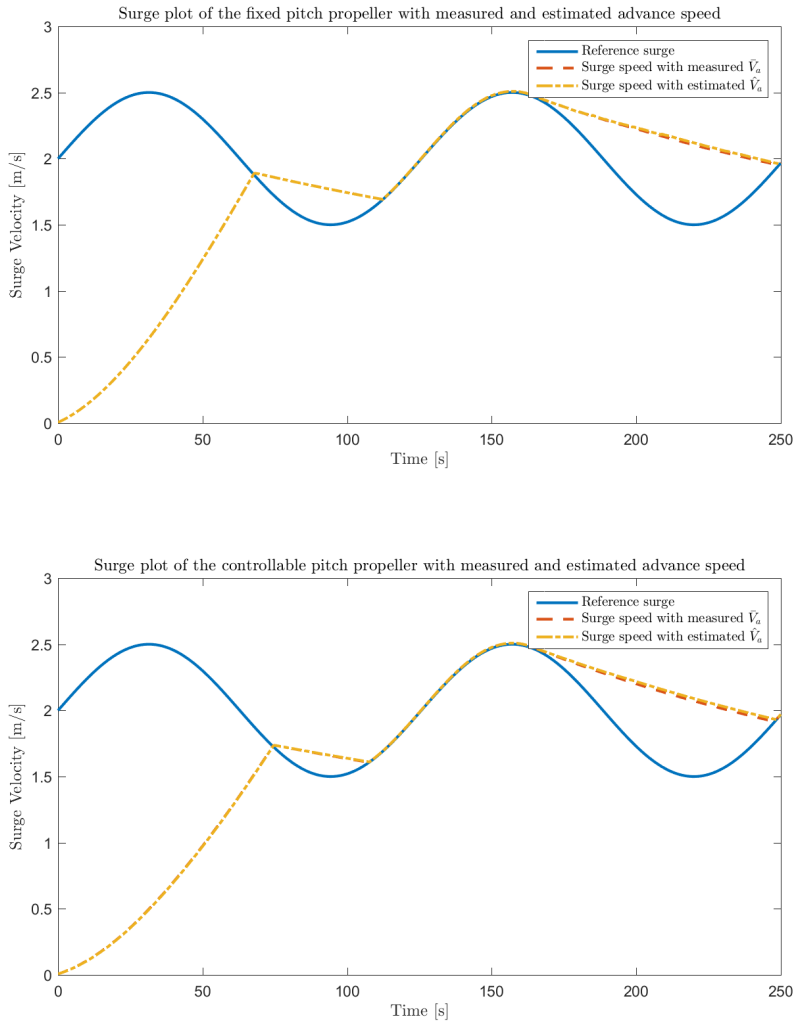 Surge plot of the fixed pitch propeller with measured and estimated advance speed
3
2.5
2
1.5
1
0.5
0
Surge Velocity [m/s]
Reference surge
Surge speed with measured V̄ₐ
Surge speed with estimated V̂ₐ
0 50 100 150 200 250
Time [s]
Surge plot of the controllable pitch propeller with measured and estimated advance speed
3
2.5
2
1.5
1
0.5
0
Surge Velocity [m/s]
Reference surge
Surge speed with measured V̄ₐ
Surge speed with estimated V̂ₐ
0 50 100 150 200 250
Time [s]